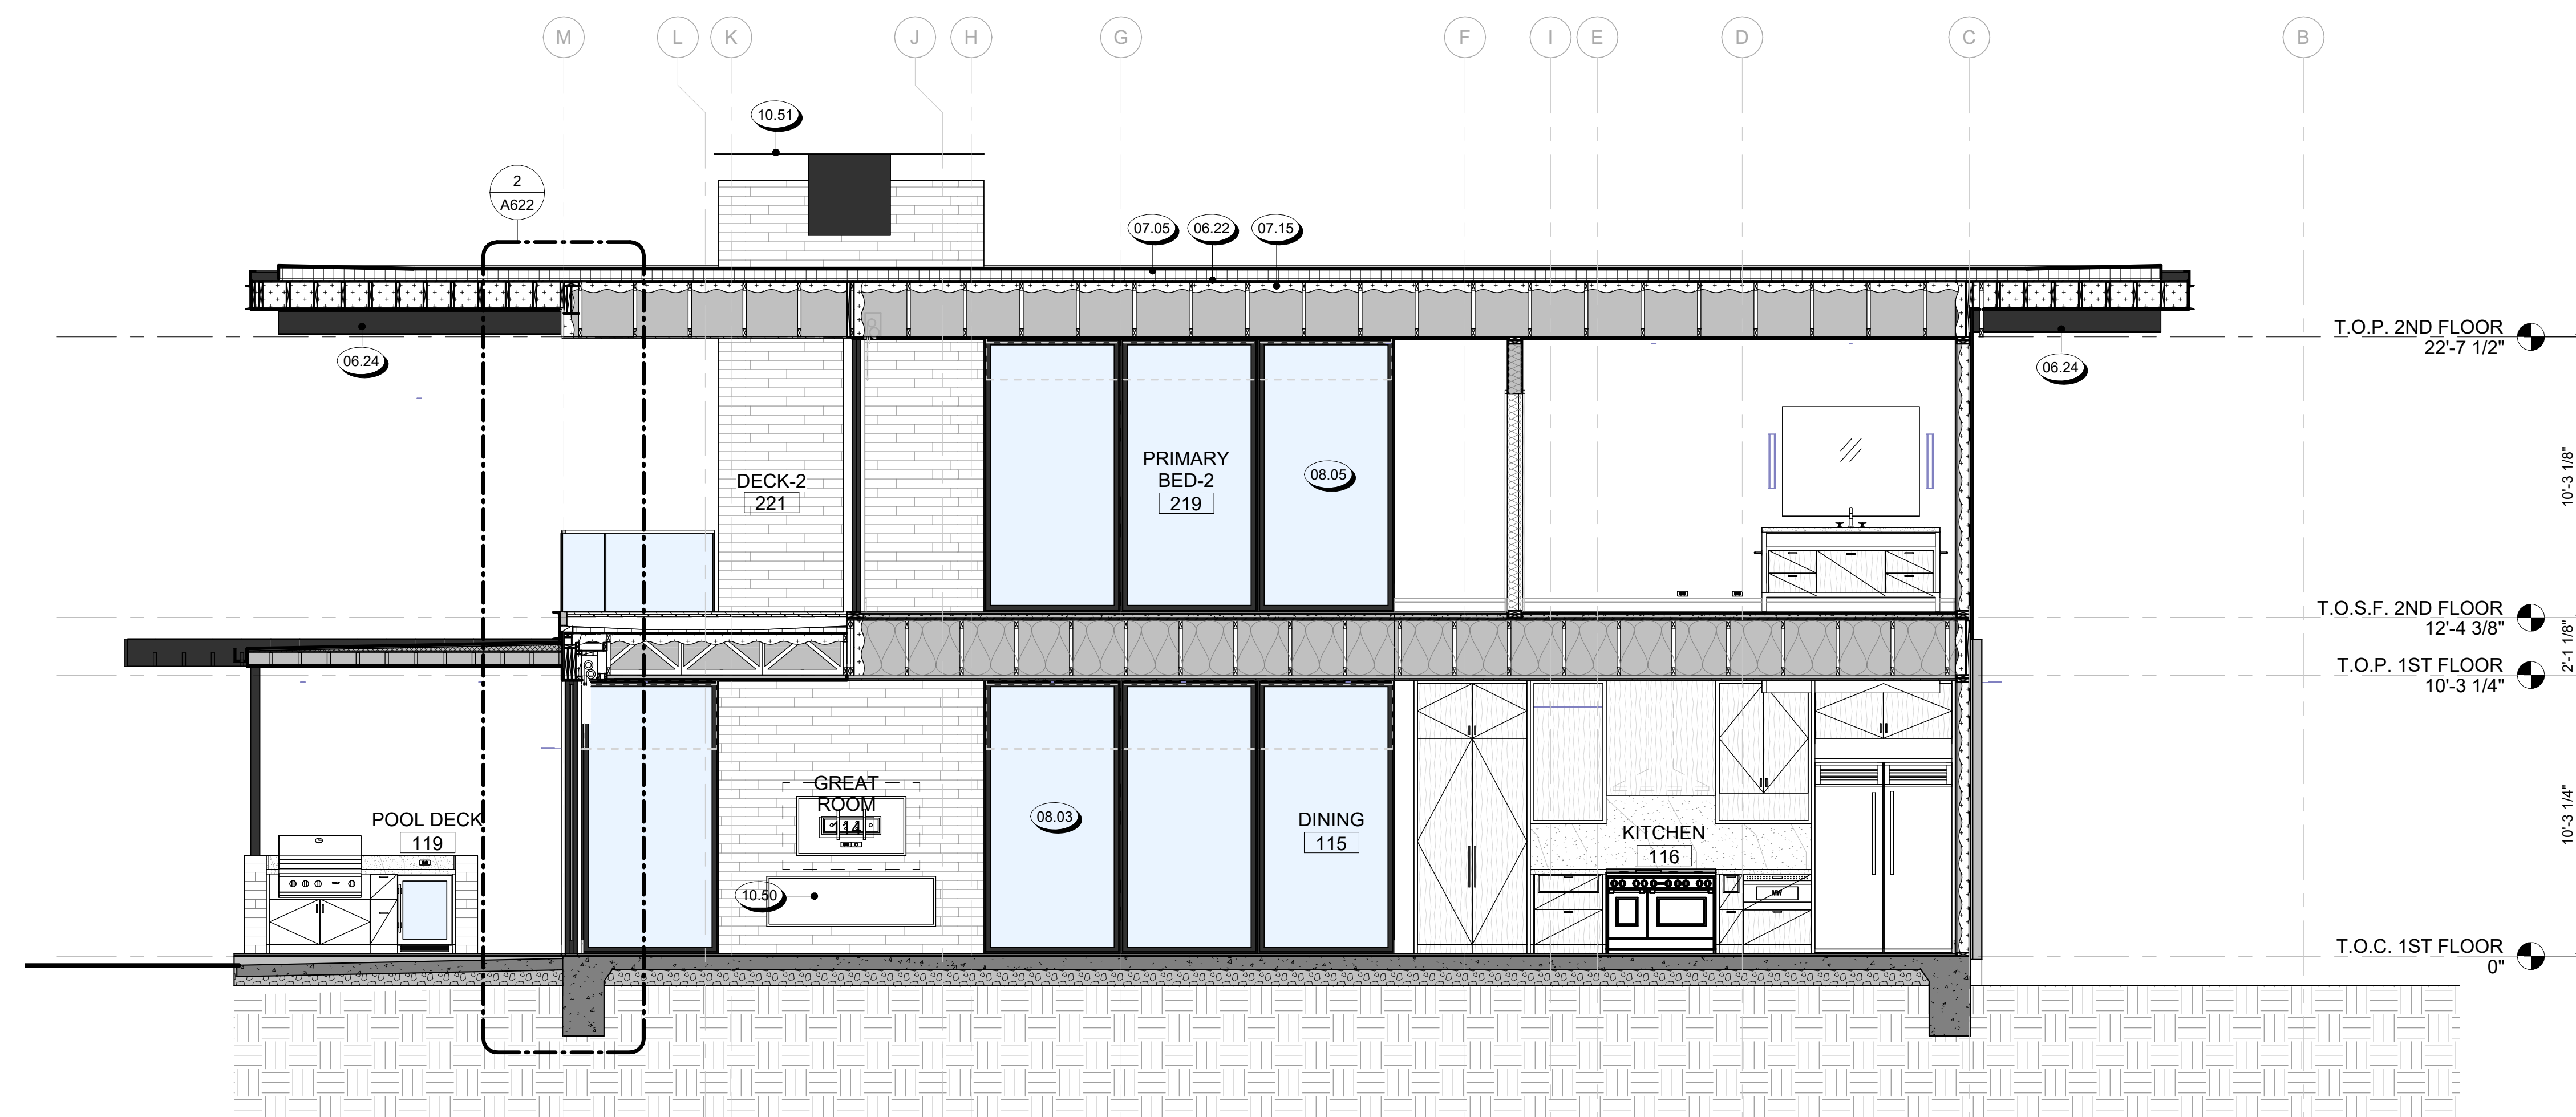 M L K J H G F I E D C B
10.51
2
A622
07.05 06.22 07.15
06.24
06.24
T.O.P. 2ND FLOOR
22'-7 1/2"
10'-3 1/8"
DECK-2
221
PRIMARY
BED-2
219
08.05
T.O.S.F. 2ND FLOOR
12'-4 3/8"
2'-1 1/8"
T.O.P. 1ST FLOOR
10'-3 1/4"
10'-3 1/4"
POOL DECK
119
GREAT
ROOM
114
10.50
08.03
DINING
115
KITCHEN
116
MW
T.O.C. 1ST FLOOR
0"